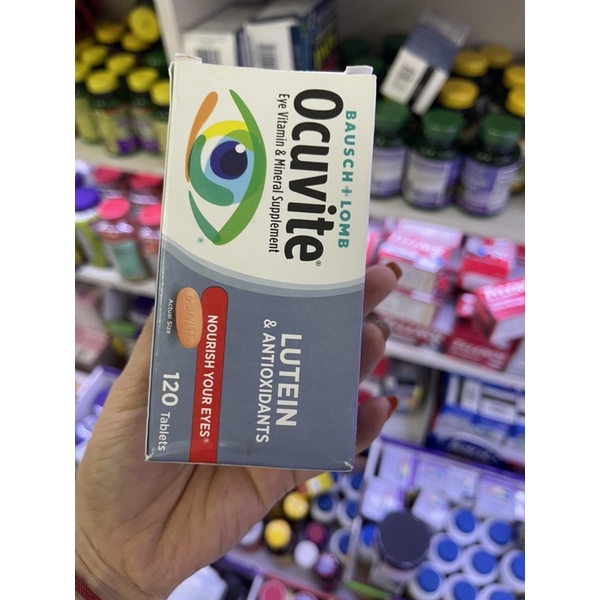 BAUSCH + LOMB
Ocuvite®
Eye Vitamin & Mineral Supplement
LUTEIN
& ANTIOXIDANTS
NOURISH YOUR EYES®
Actual Size
120 Tablets